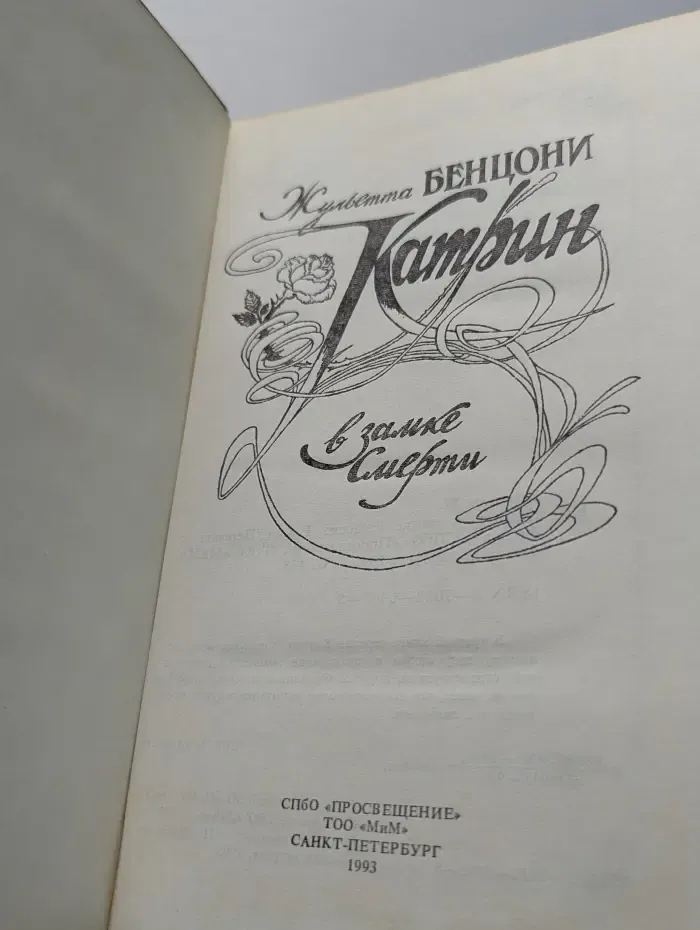 Жульетта БЕНЦОНИ
Катрин
в замке
Смерти
СПбО «ПРОСВЕЩЕНИЕ»
ТОО «МиМ»
САНКТ-ПЕТЕРБУРГ
1993